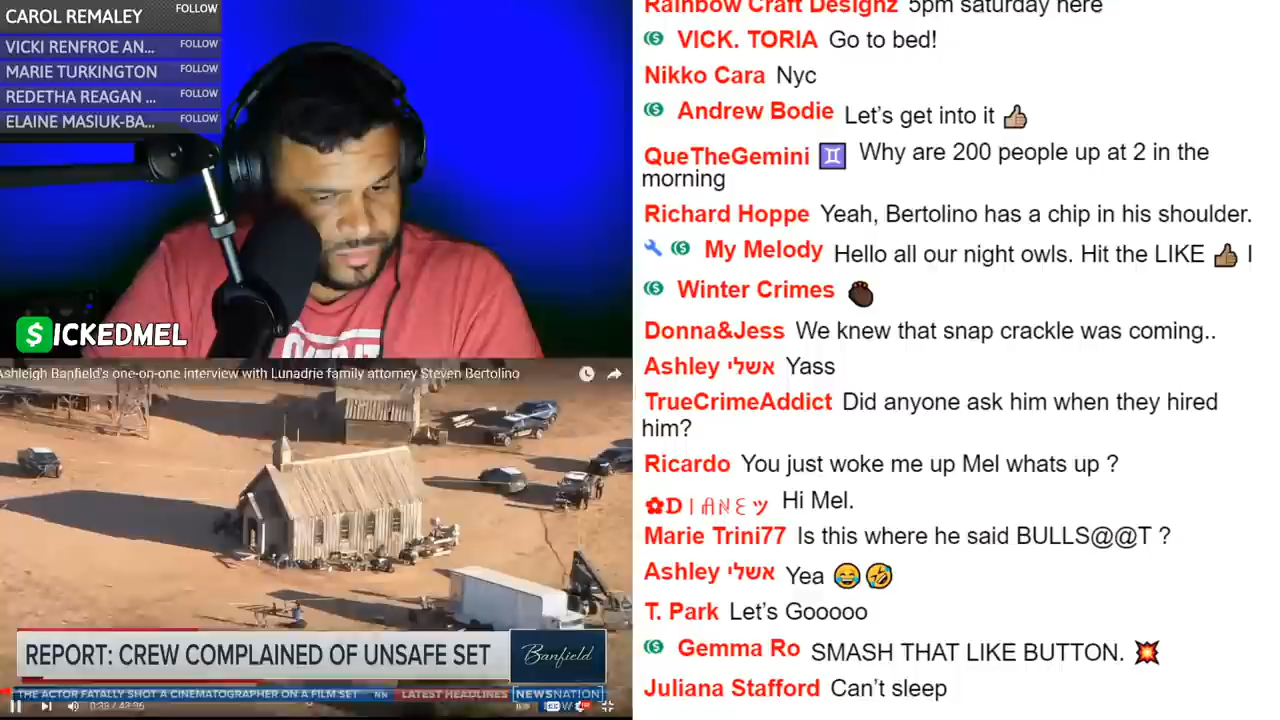 CAROL REMALEY FOLLOW
VICKI RENFROE AN... FOLLOW
MARIE TURKINGTON FOLLOW
REDETHA REAGAN ... FOLLOW
ELAINE MASIUK-BA... FOLLOW
$ICKEDMEL
Ashleigh Banfield's one-on-one interview with Lunadrie family attorney Steven Bertolino
REPORT: CREW COMPLAINED OF UNSAFE SET
Banfield
THE ACTOR FATALLY SHOT A CINEMATOGRAPHER ON A FILM SET NN LATEST HEADLINES NEWSNATION
Rainbow Craft Designz 5pm saturday here
VICK. TORIA Go to bed!
Nikko Cara Nyc
Andrew Bodie Let's get into it 👍🏼
QueTheGemini ♊ Why are 200 people up at 2 in the
morning
Richard Hoppe Yeah, Bertolino has a chip in his shoulder.
My Melody Hello all our night owls. Hit the LIKE 👍🏽 I
Winter Crimes ✊🏿
Donna&Jess We knew that snap crackle was coming..
Ashley אשלי Yass
TrueCrimeAddict Did anyone ask him when they hired
him?
Ricardo You just woke me up Mel whats up ?
✿D | ꍏ ꈤ ꍟ ッ Hi Mel.
Marie Trini77 Is this where he said BULLS@@T ?
Ashley אשלי Yea 😂🤣
T. Park Let's Gooooo
Gemma Ro SMASH THAT LIKE BUTTON. 💥
Juliana Stafford Can't sleep